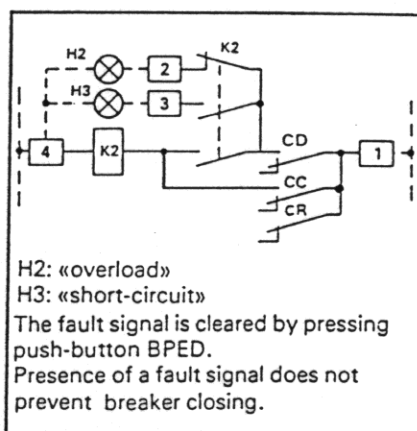 H2
K2
2
H3
3
4
K2
CD
1
CC
CR
H2: «overload»
H3: «short-circuit»
The fault signal is cleared by pressing
push-button BPED.
Presence of a fault signal does not
prevent breaker closing.